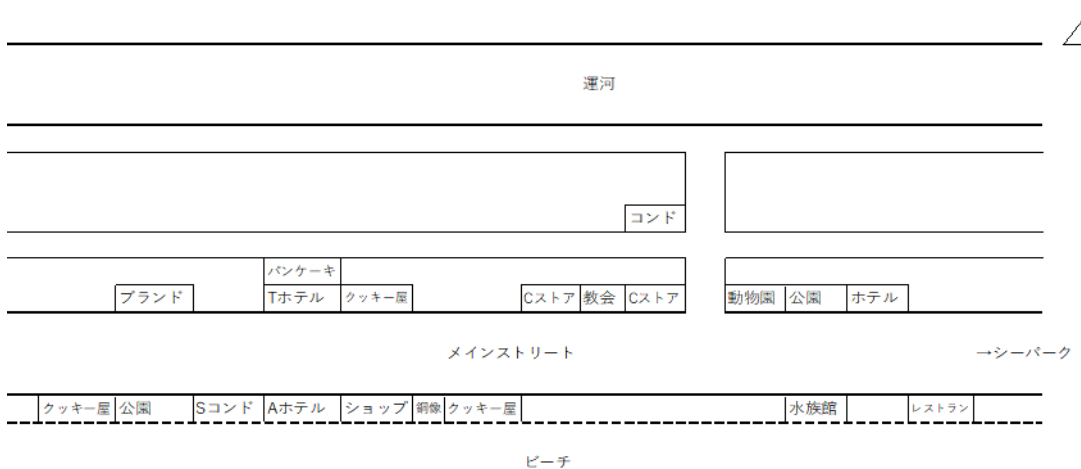 運河
コンド
パンケーキ
ブランド Tホテル クッキー屋 Cストア 教会 Cストア 動物園 公園 ホテル
メインストリート →シーパーク
クッキー屋 公園 Sコンド Aホテル ショップ 銅像 クッキー屋 水族館 レストラン
ビーチ